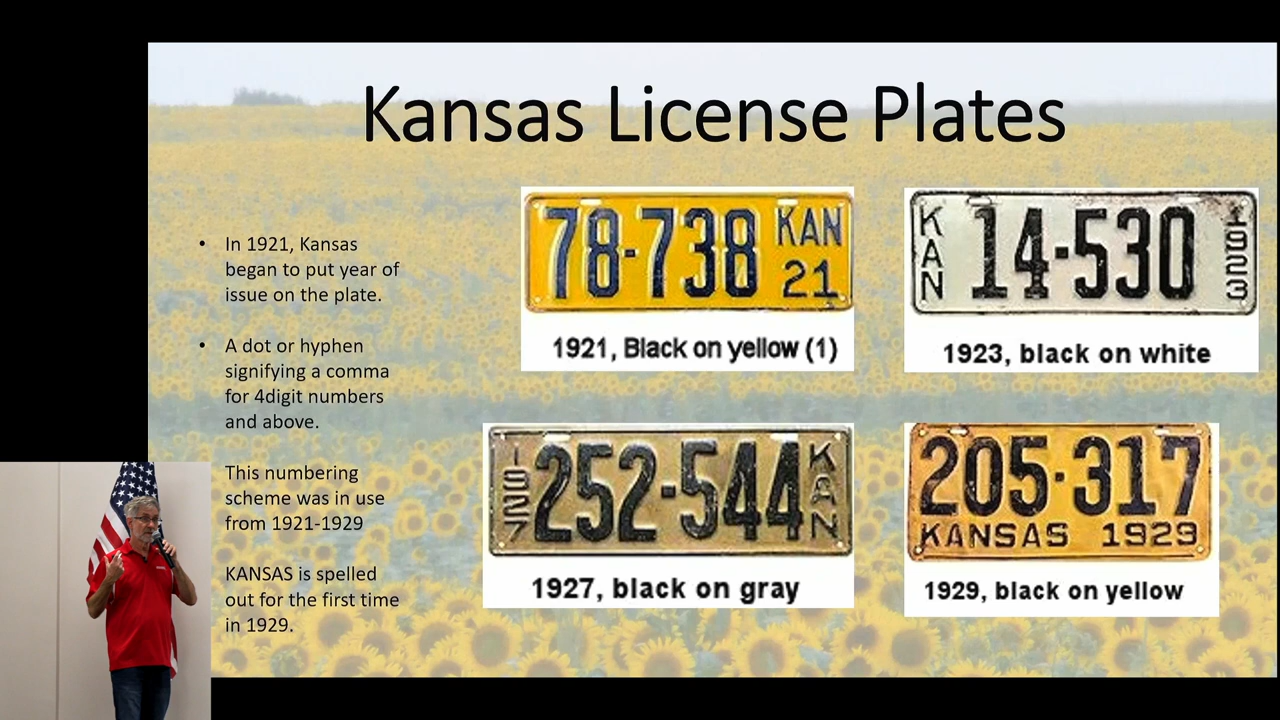 Kansas License Plates
• In 1921, Kansas
began to put year of
issue on the plate.
• A dot or hyphen
signifying a comma
for 4digit numbers
and above.
This numbering
scheme was in use
from 1921-1929
KANSAS is spelled
out for the first time
in 1929.
78-738 KAN
21
1921, Black on yellow (1)
KAN 14-530 1923
1923, black on white
1927 252-544 KAN
1927, black on gray
205·317
KANSAS 1929
1929, black on yellow